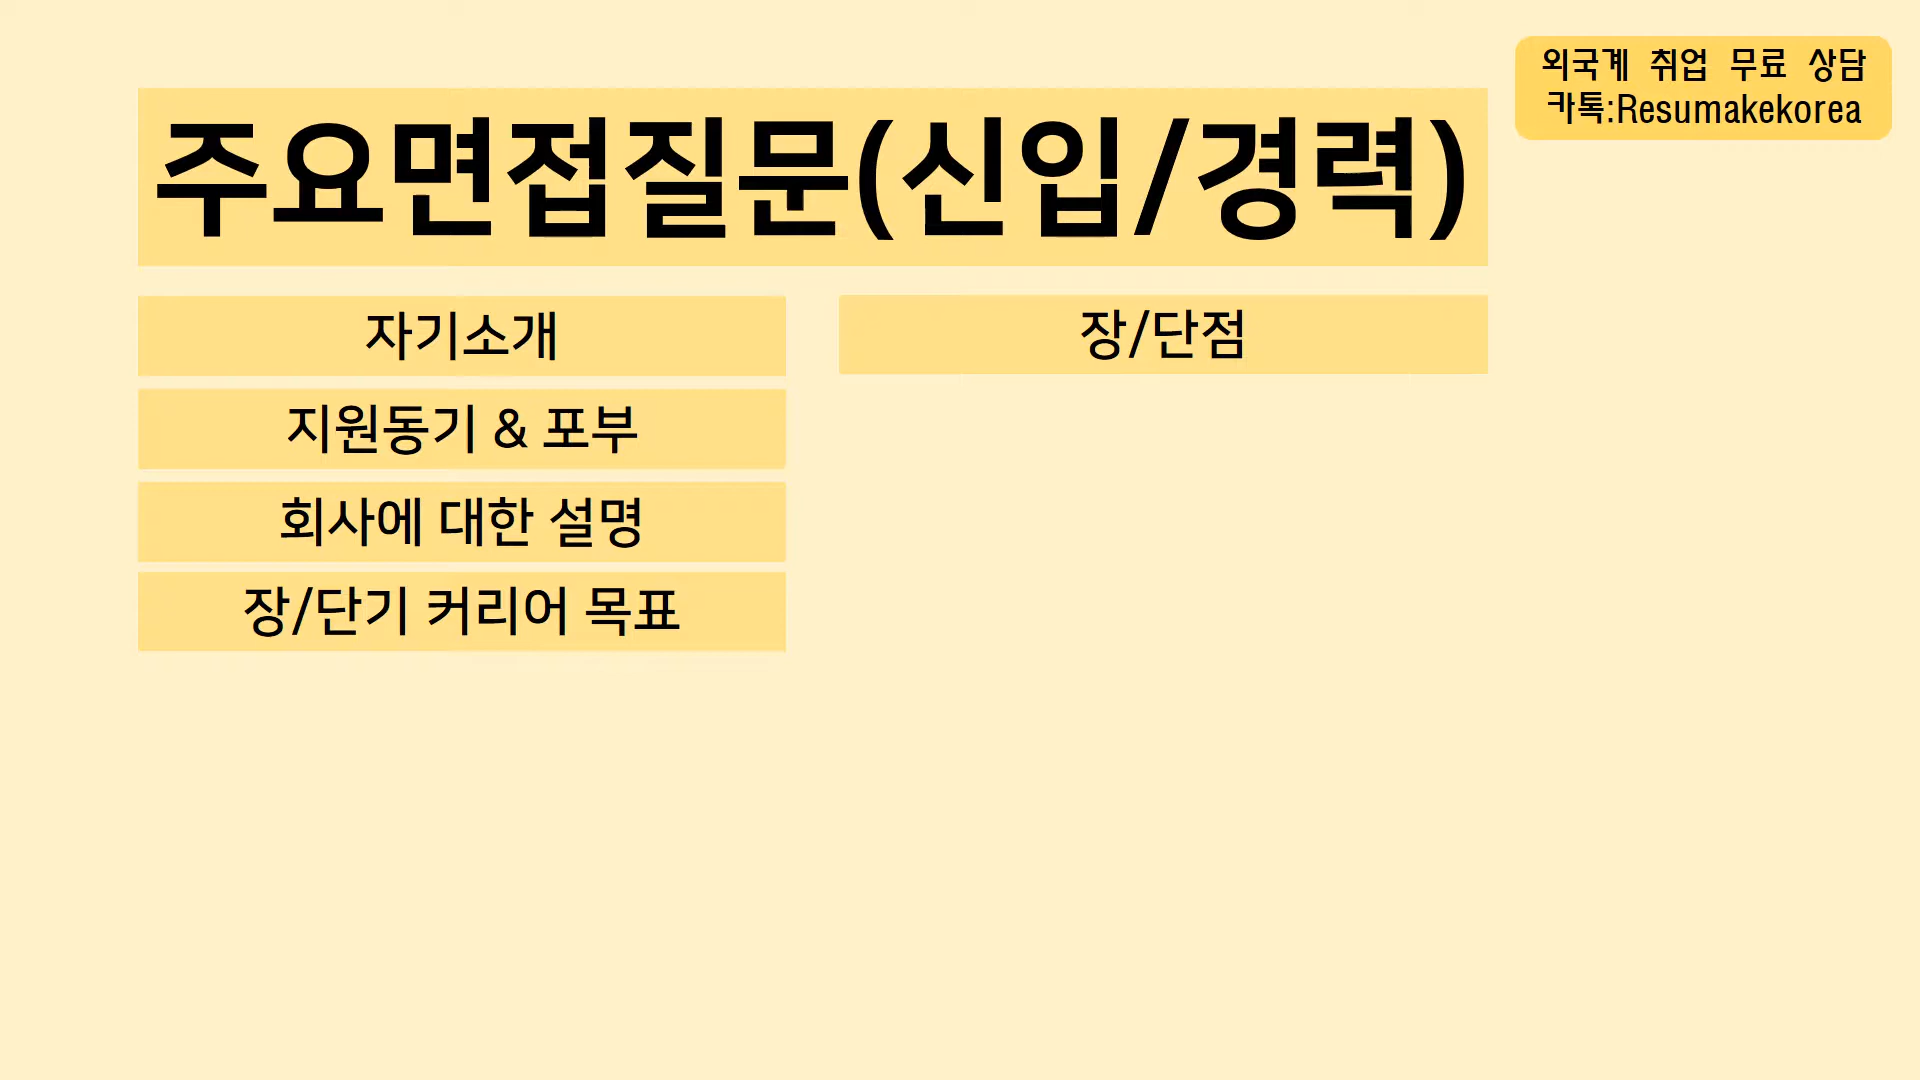 외국계 취업 무료 상담
카톡:Resumakekorea
주요면접질문(신입/경력)
자기소개
지원동기 & 포부
회사에 대한 설명
장/단기 커리어 목표
장/단점